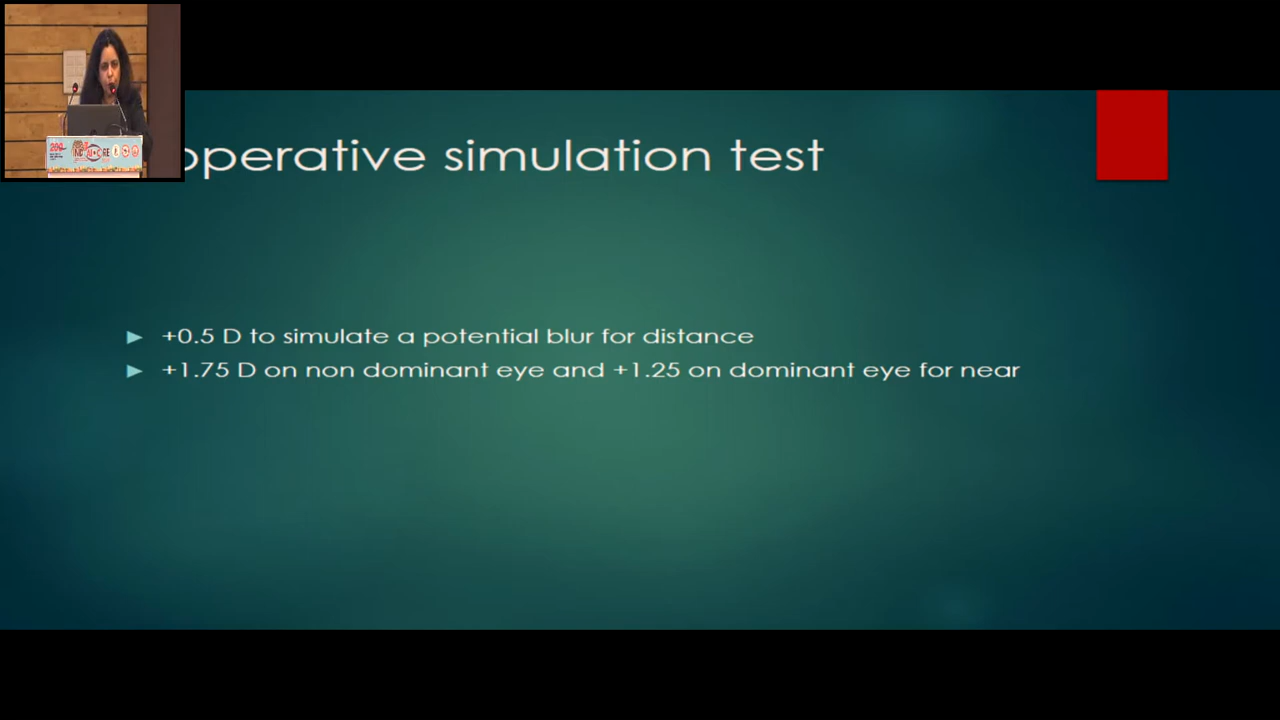 operative simulation test
+0.5 D to simulate a potential blur for distance
+1.75 D on non dominant eye and +1.25 on dominant eye for near